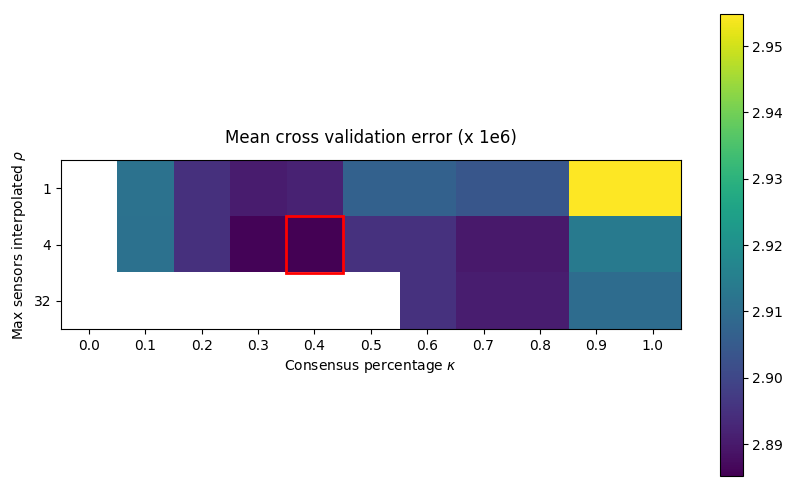 Mean cross validation error (x 1e6)
Max sensors interpolated ρ
1
4
32
0.0 0.1 0.2 0.3 0.4 0.5 0.6 0.7 0.8 0.9 1.0
Consensus percentage κ
2.95
2.94
2.93
2.92
2.91
2.90
2.89